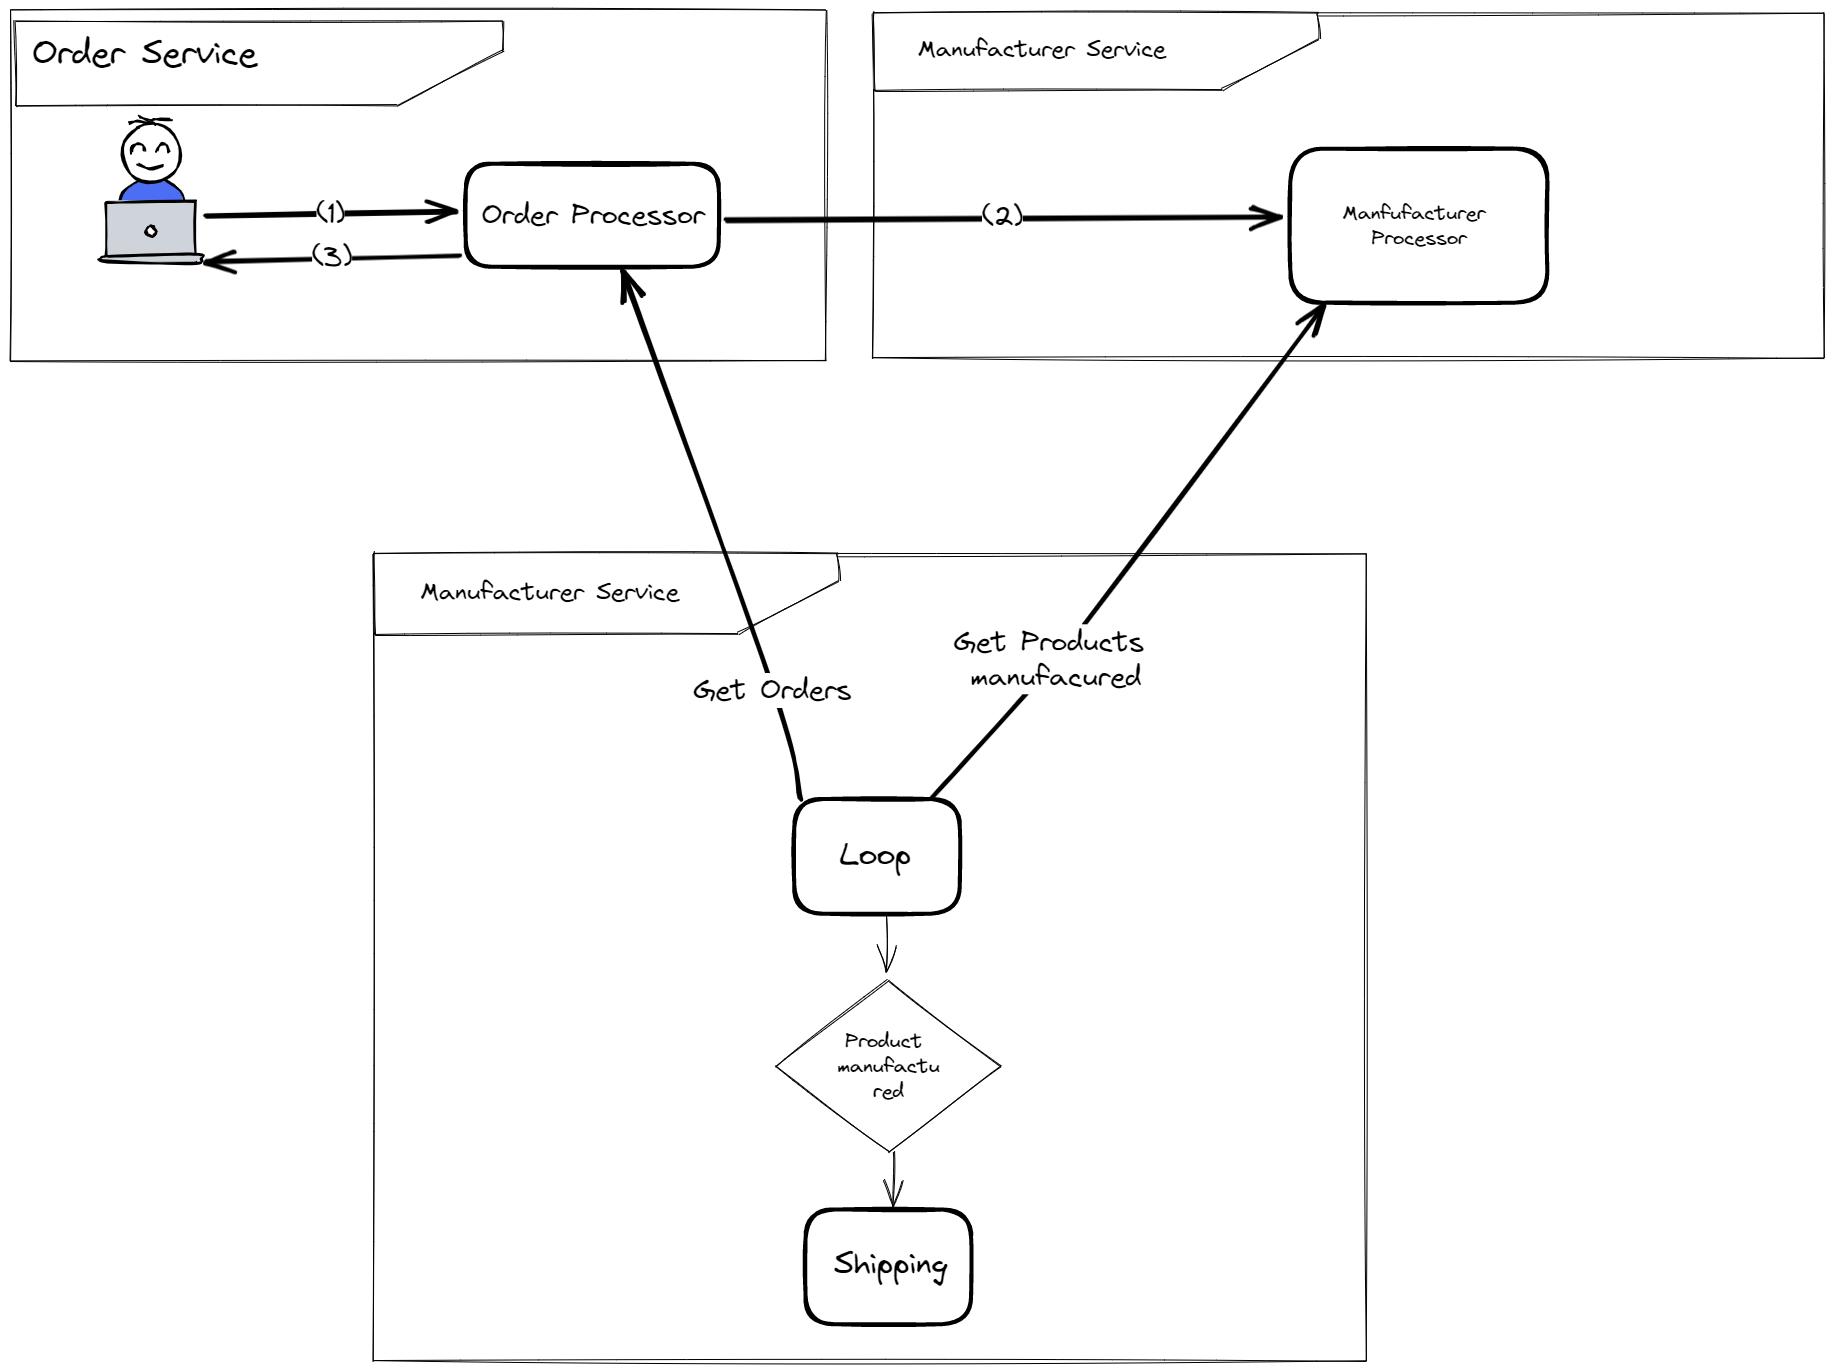 Order Service
Manufacturer Service
(1)
Order Processor
(2)
Manfufacturer
Processor
(3)
Manufacturer Service
Get Orders
Get Products
manufacured
Loop
Product
manufactu
red
Shipping